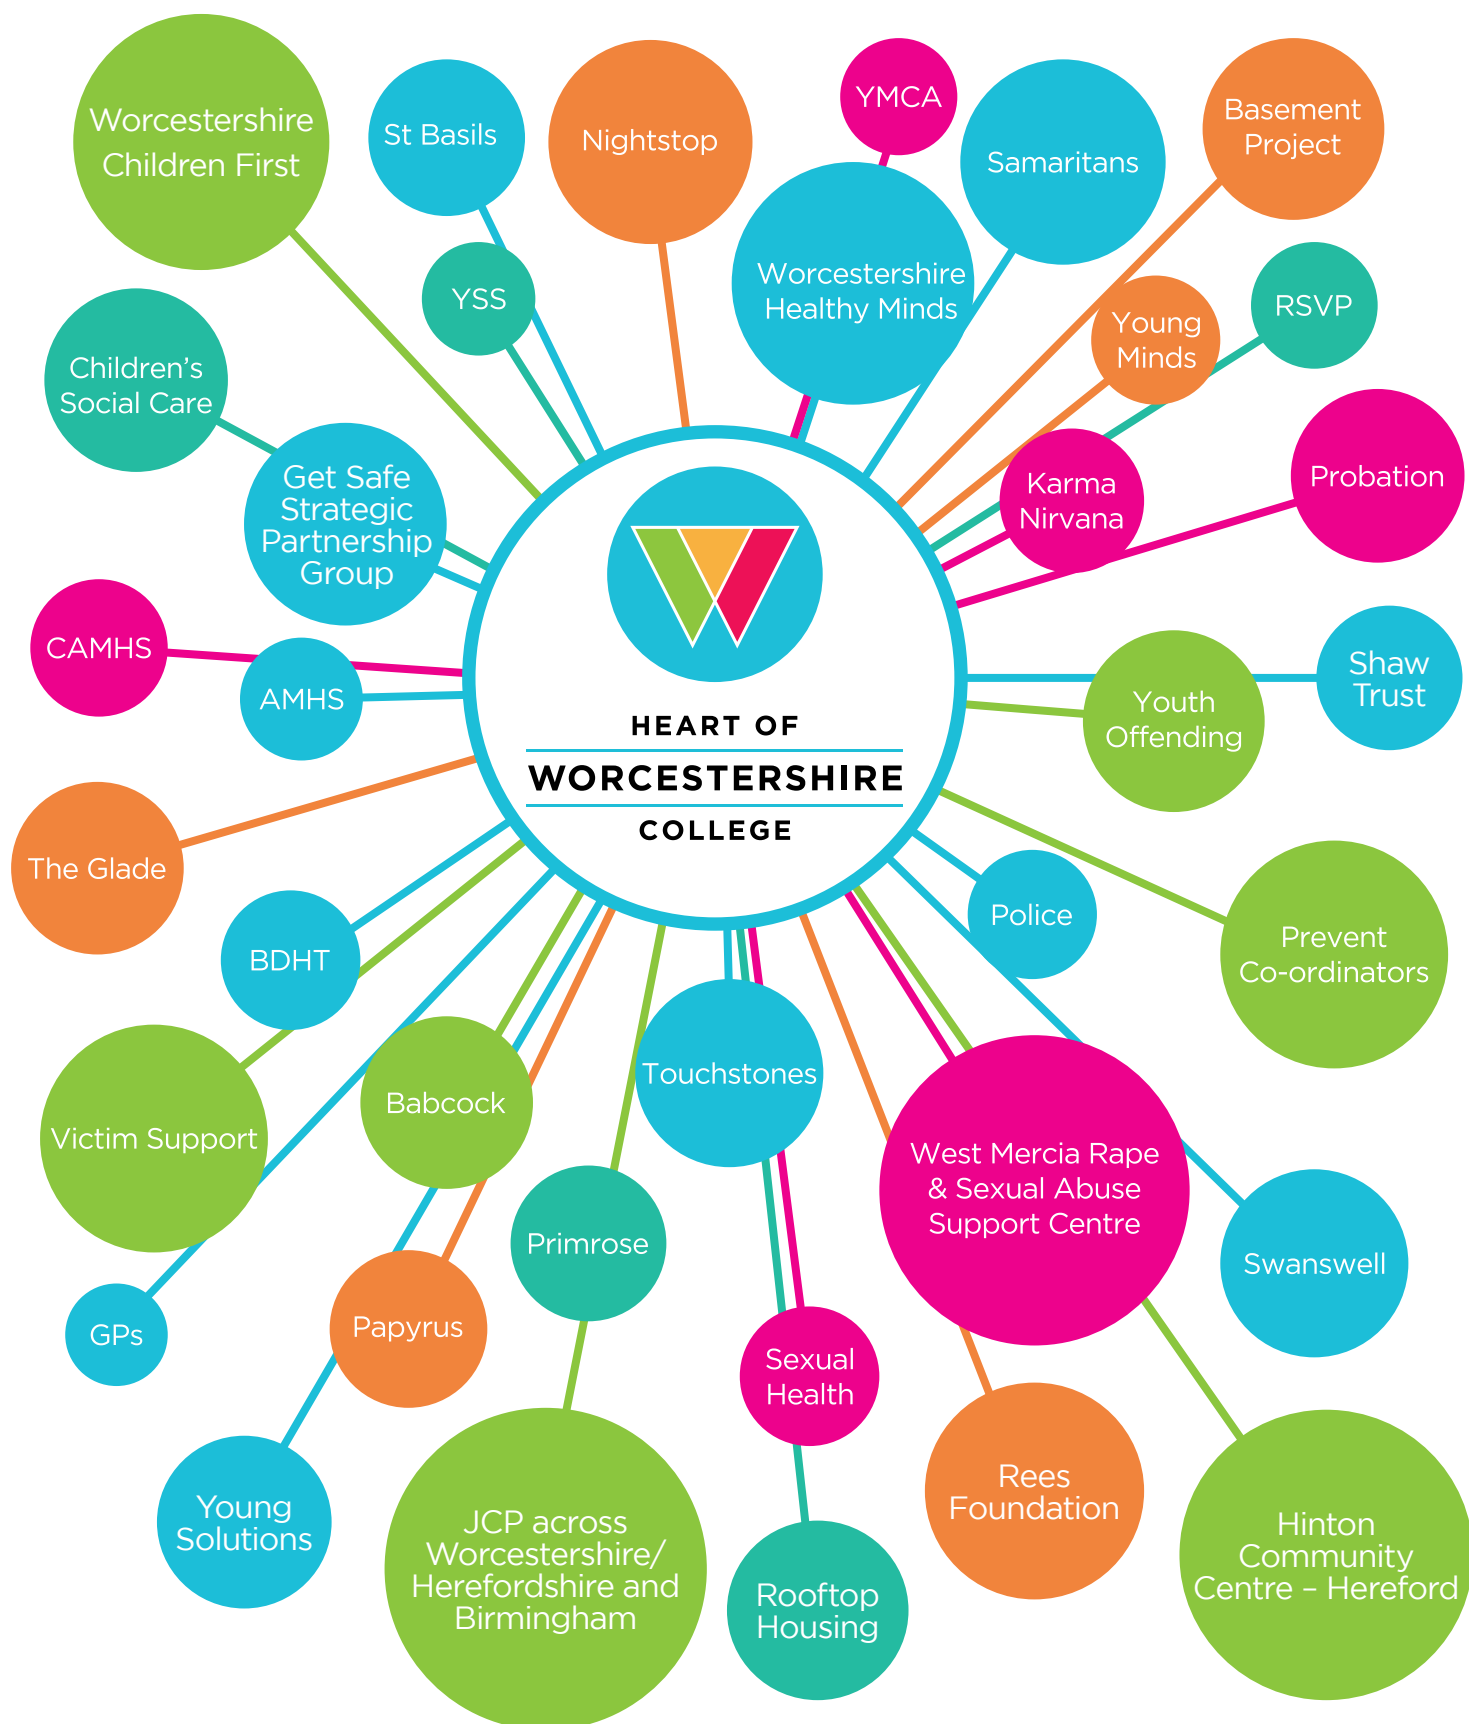 Worcestershire
Children First
St Basils
Nightstop
YMCA
Samaritans
Basement
Project
YSS
Worcestershire
Healthy Minds
Young
Minds
RSVP
Children’s
Social Care
Get Safe
Strategic
Partnership
Group
Karma
Nirvana
Probation
CAMHS
AMHS
HEART OF
WORCESTERSHIRE
COLLEGE
Youth
Offending
Shaw
Trust
The Glade
BDHT
Police
Prevent
Co-ordinators
Victim Support
Babcock
Touchstones
West Mercia Rape
& Sexual Abuse
Support Centre
Swanswell
GPs
Papyrus
Primrose
Sexual
Health
Young
Solutions
JCP across
Worcestershire/
Herefordshire and
Birmingham
Rooftop
Housing
Rees
Foundation
Hinton
Community
Centre – Hereford